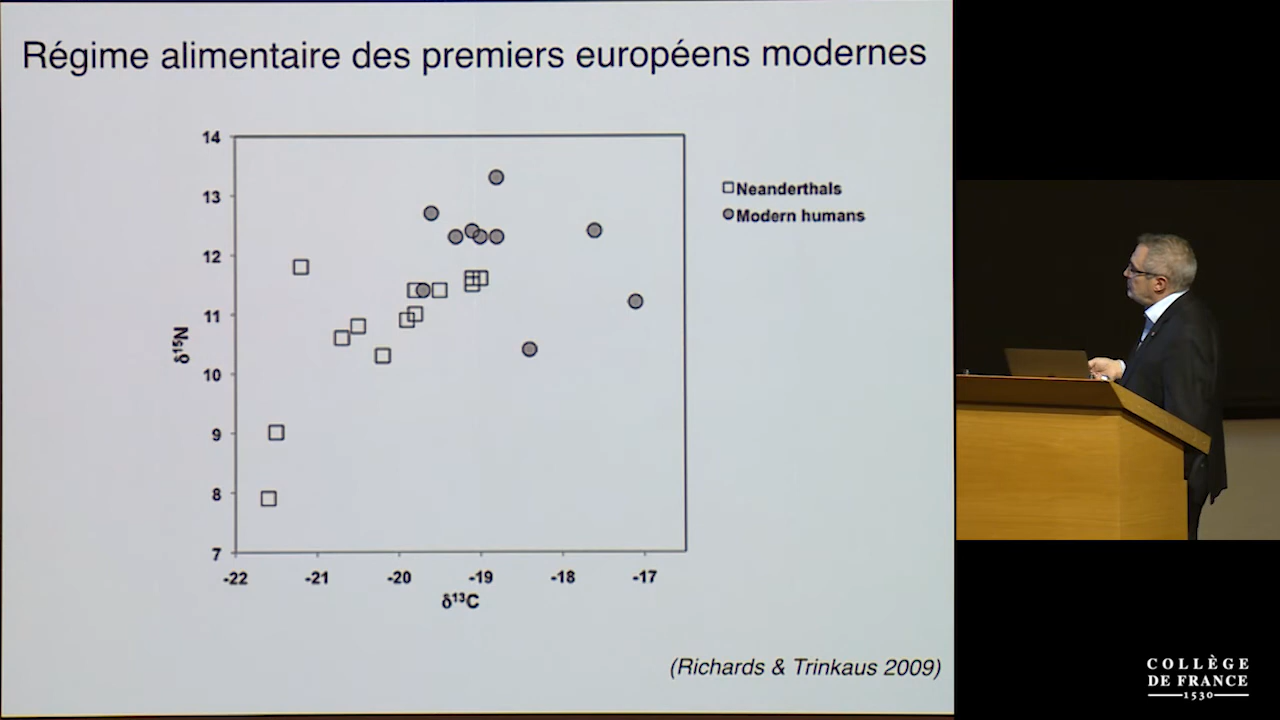 Régime alimentaire des premiers européens modernes
14
13
12
11
10
9
8
7
δ¹⁵N
-22 -21 -20 -19 -18 -17
δ¹³C
Neanderthals
Modern humans
(Richards & Trinkaus 2009)
COLLÈGE
DE FRANCE
1530